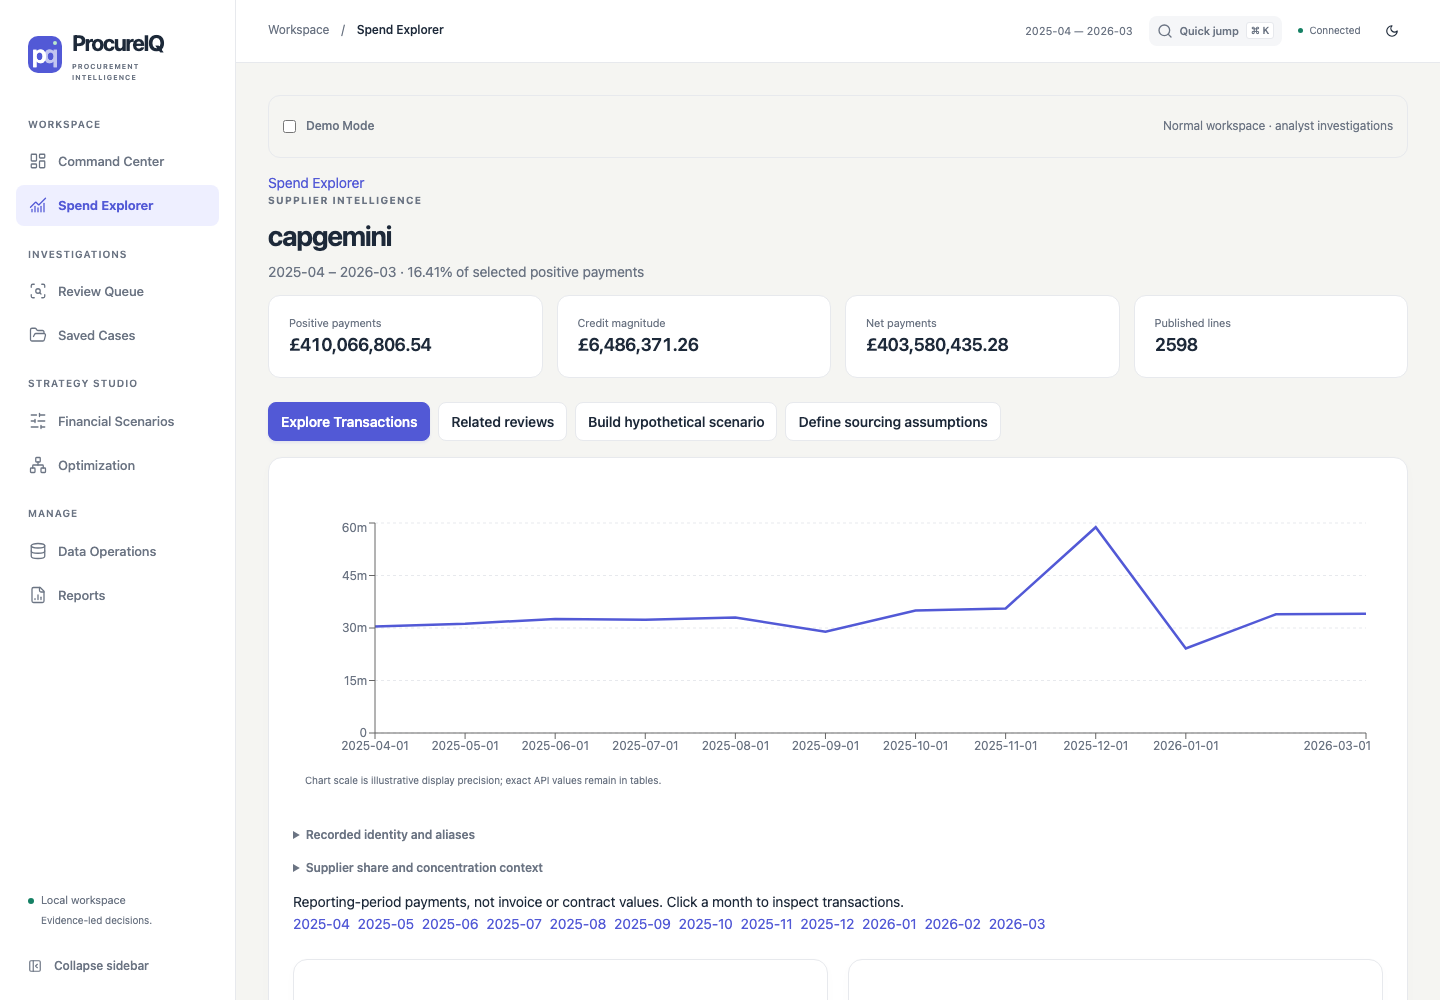 pq
ProcureIQ
PROCUREMENT
INTELLIGENCE
WORKSPACE
Command Center
Spend Explorer
INVESTIGATIONS
Review Queue
Saved Cases
STRATEGY STUDIO
Financial Scenarios
Optimization
MANAGE
Data Operations
Reports
Local workspace
Evidence-led decisions.
Collapse sidebar
Workspace / Spend Explorer
2025-04 — 2026-03
Quick jump ⌘ K
Connected
Demo Mode
Normal workspace · analyst investigations
Spend Explorer
SUPPLIER INTELLIGENCE
capgemini
2025-04 – 2026-03 · 16.41% of selected positive payments
Positive payments
£410,066,806.54
Credit magnitude
£6,486,371.26
Net payments
£403,580,435.28
Published lines
2598
Explore Transactions
Related reviews
Build hypothetical scenario
Define sourcing assumptions
60m
45m
30m
15m
0
2025-04-01 2025-05-01 2025-06-01 2025-07-01 2025-08-01 2025-09-01 2025-10-01 2025-11-01 2025-12-01 2026-01-01 2026-03-01
Chart scale is illustrative display precision; exact API values remain in tables.
Recorded identity and aliases
Supplier share and concentration context
Reporting-period payments, not invoice or contract values. Click a month to inspect transactions.
2025-04 2025-05 2025-06 2025-07 2025-08 2025-09 2025-10 2025-11 2025-12 2026-01 2026-02 2026-03